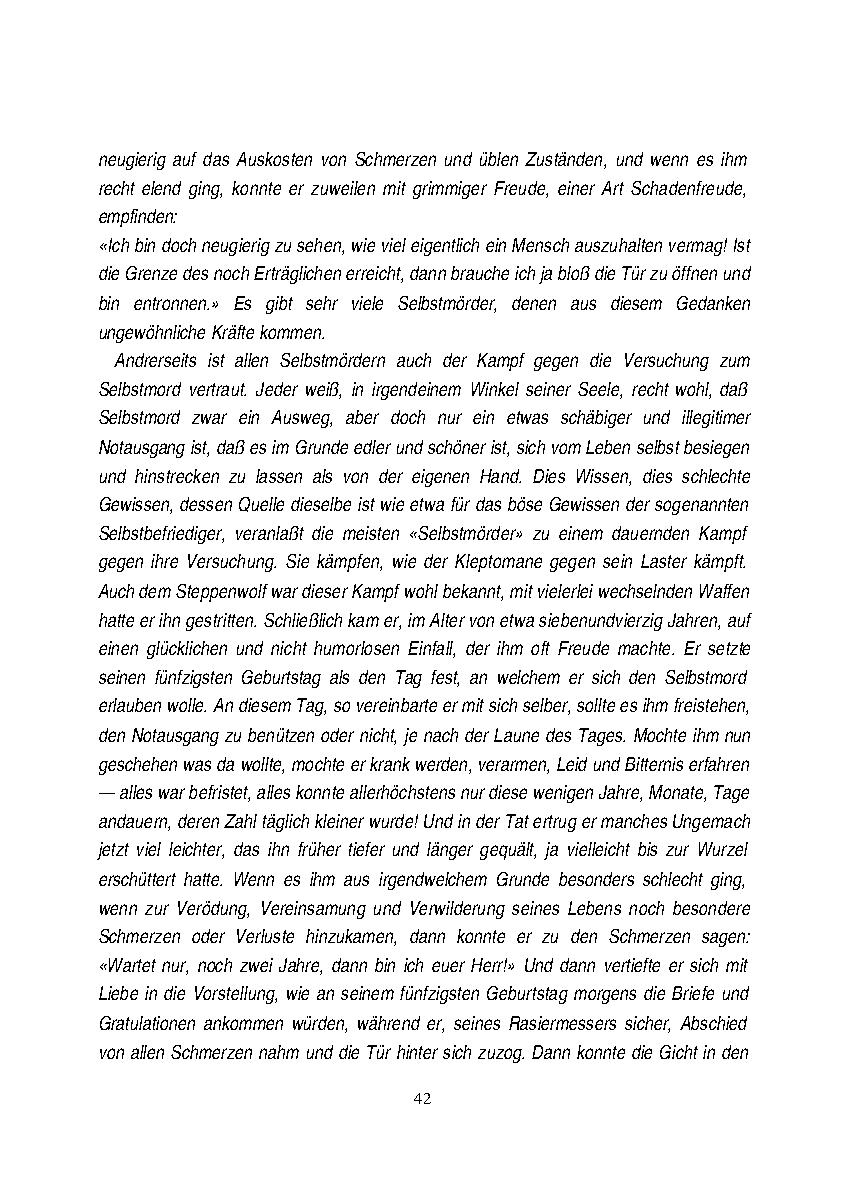 neugierig auf das Auskosten von Schmerzen und üblen Zuständen, und wenn es ihm
recht elend ging, konnte er zuweilen mit grimmiger Freude, einer Art Schadenfreude,
empfinden:
«Ich bin doch neugierig zu sehen, wie viel eigentlich ein Mensch auszuhalten vermag! Ist
die Grenze des noch Erträglichen erreicht, dann brauche ich ja bloß die Tür zu öffnen und
bin entronnen.» Es gibt sehr viele Selbstmörder, denen aus diesem Gedanken
ungewöhnliche Kräfte kommen.
Andrerseits ist allen Selbstmördern auch der Kampf gegen die Versuchung zum
Selbstmord vertraut. Jeder weiß, in irgendeinem Winkel seiner Seele, recht wohl, daß
Selbstmord zwar ein Ausweg, aber doch nur ein etwas schäbiger und illegitimer
Notausgang ist, daß es im Grunde edler und schöner ist, sich vom Leben selbst besiegen
und hinstrecken zu lassen als von der eigenen Hand. Dies Wissen, dies schlechte
Gewissen, dessen Quelle dieselbe ist wie etwa für das böse Gewissen der sogenannten
Selbstbefriediger, veranlaßt die meisten «Selbstmörder» zu einem dauernden Kampf
gegen ihre Versuchung. Sie kämpfen, wie der Kleptomane gegen sein Laster kämpft.
Auch dem Steppenwolf war dieser Kampf wohl bekannt, mit vielerlei wechselnden Waffen
hatte er ihn gestritten. Schließlich kam er, im Alter von etwa siebenundvierzig Jahren, auf
einen glücklichen und nicht humorlosen Einfall, der ihm oft Freude machte. Er setzte
seinen fünfzigsten Geburtstag als den Tag fest, an welchem er sich den Selbstmord
erlauben wolle. An diesem Tag, so vereinbarte er mit sich selber, sollte es ihm freistehen,
den Notausgang zu benützen oder nicht, je nach der Laune des Tages. Mochte ihm nun
geschehen was da wollte, mochte er krank werden, verarmen, Leid und Bitternis erfahren
— alles war befristet, alles konnte allerhöchstens nur diese wenigen Jahre, Monate, Tage
andauern, deren Zahl täglich kleiner wurde! Und in der Tat ertrug er manches Ungemach
jetzt viel leichter, das ihn früher tiefer und länger gequält, ja vielleicht bis zur Wurzel
erschüttert hatte. Wenn es ihm aus irgendwelchem Grunde besonders schlecht ging,
wenn zur Verödung, Vereinsamung und Verwilderung seines Lebens noch besondere
Schmerzen oder Verluste hinzukamen, dann konnte er zu den Schmerzen sagen:
«Wartet nur, noch zwei Jahre, dann bin ich euer Herr!» Und dann vertiefte er sich mit
Liebe in die Vorstellung, wie an seinem fünfzigsten Geburtstag morgens die Briefe und
Gratulationen ankommen würden, während er, seines Rasiermessers sicher, Abschied
von allen Schmerzen nahm und die Tür hinter sich zuzog. Dann konnte die Gicht in den
42